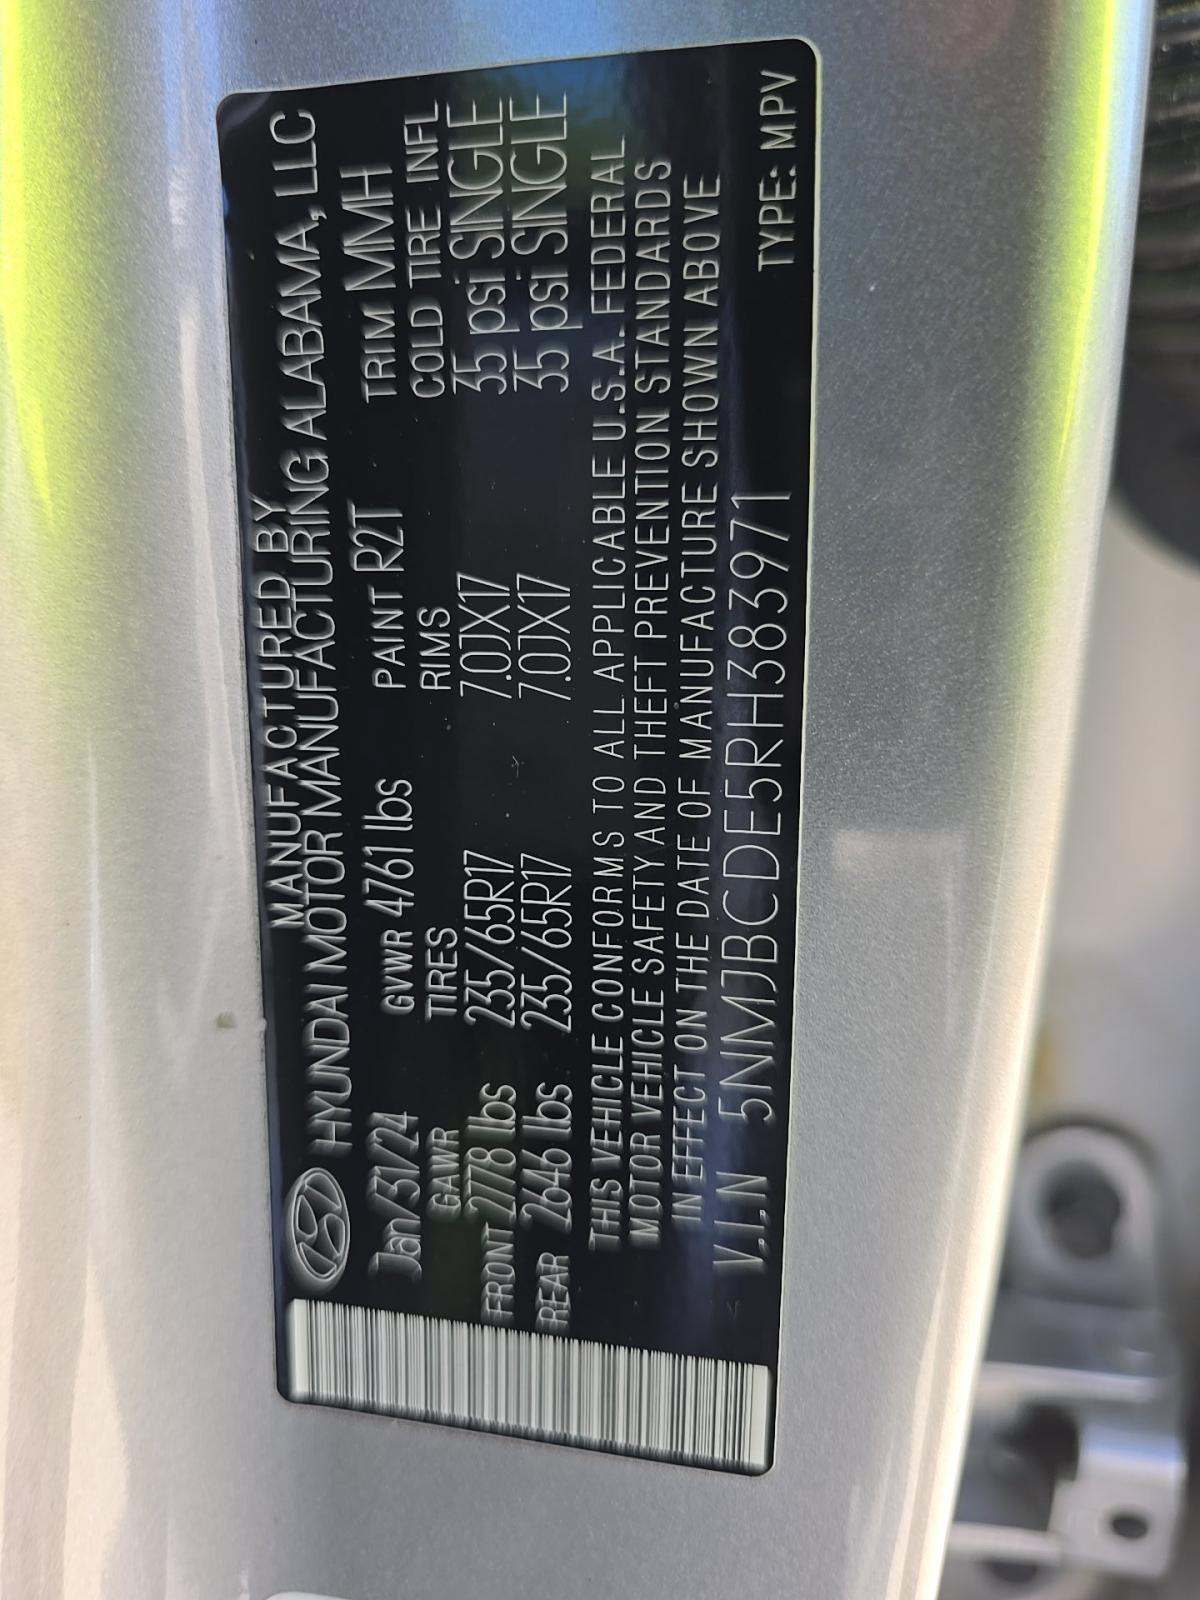 MANUFACTURED BY
HYUNDAI MOTOR MANUFACTURING ALABAMA, LLC
Jan/31/24 GVWR 4761 lbs PAINT R2T TRIM MMH
GAWR TIRES RIMS COLD TIRE INFL
FRONT 2778 lbs 235/65R17 7.0JX17 35 psi SINGLE
REAR 2646 lbs 235/65R17 7.0JX17 35 psi SINGLE
THIS VEHICLE CONFORMS TO ALL APPLICABLE U.S.A. FEDERAL
MOTOR VEHICLE SAFETY AND THEFT PREVENTION STANDARDS
IN EFFECT ON THE DATE OF MANUFACTURE SHOWN ABOVE
V.I.N 5NMJBCDE5RH383971 TYPE: MPV